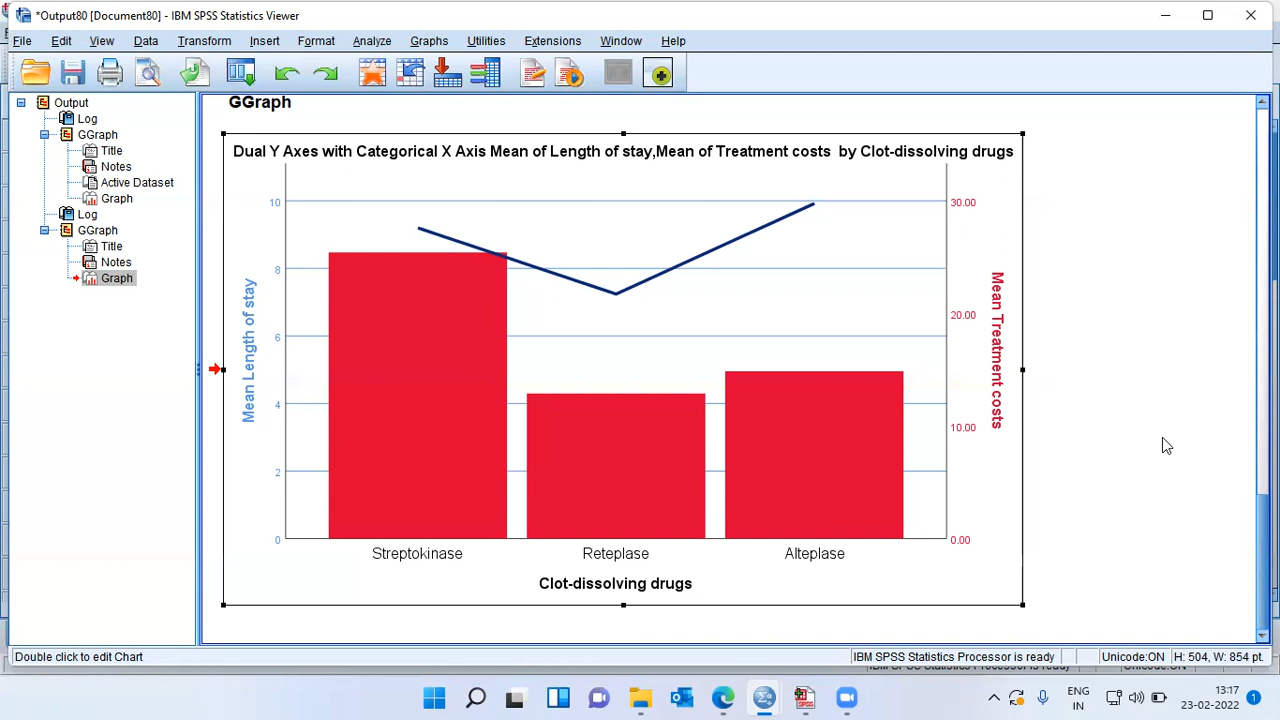 *Output80 [Document80] - IBM SPSS Statistics Viewer
File Edit View Data Transform Insert Format Analyze Graphs Utilities Extensions Window Help
Output
Log
GGraph
Title
Notes
Active Dataset
Graph
Log
GGraph
Title
Notes
Graph
GGraph
Dual Y Axes with Categorical X Axis Mean of Length of stay,Mean of Treatment costs by Clot-dissolving drugs
Mean Length of stay
10
8
6
4
2
0
30.00
20.00
10.00
0.00
Mean Treatment costs
Streptokinase Reteplase Alteplase
Clot-dissolving drugs
Double click to edit Chart
IBM SPSS Statistics Processor is ready Unicode:ON H: 504, W: 854 pt.
ENG
IN
13:17
23-02-2022
1